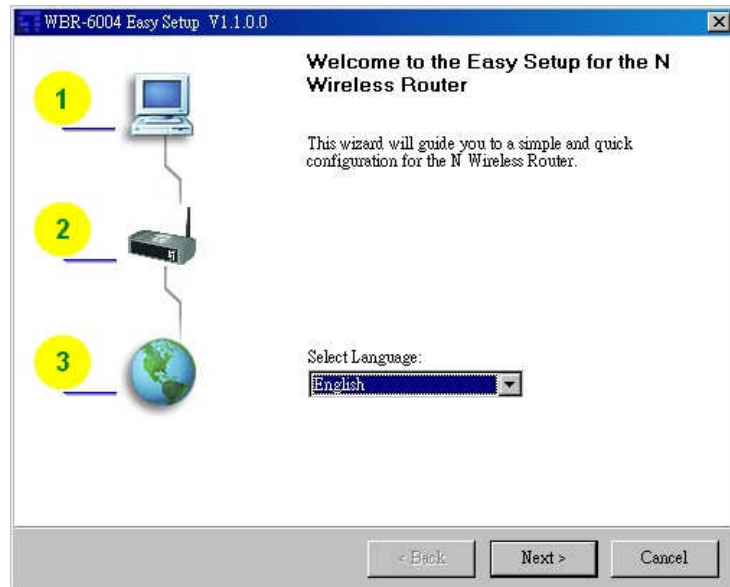 WBR-6004 Easy Setup V1.1.0.0
Welcome to the Easy Setup for the N
Wireless Router
This wizard will guide you to a simple and quick
configuration for the N Wireless Router.
1
2
3
Select Language:
English
< Back
Next >
Cancel